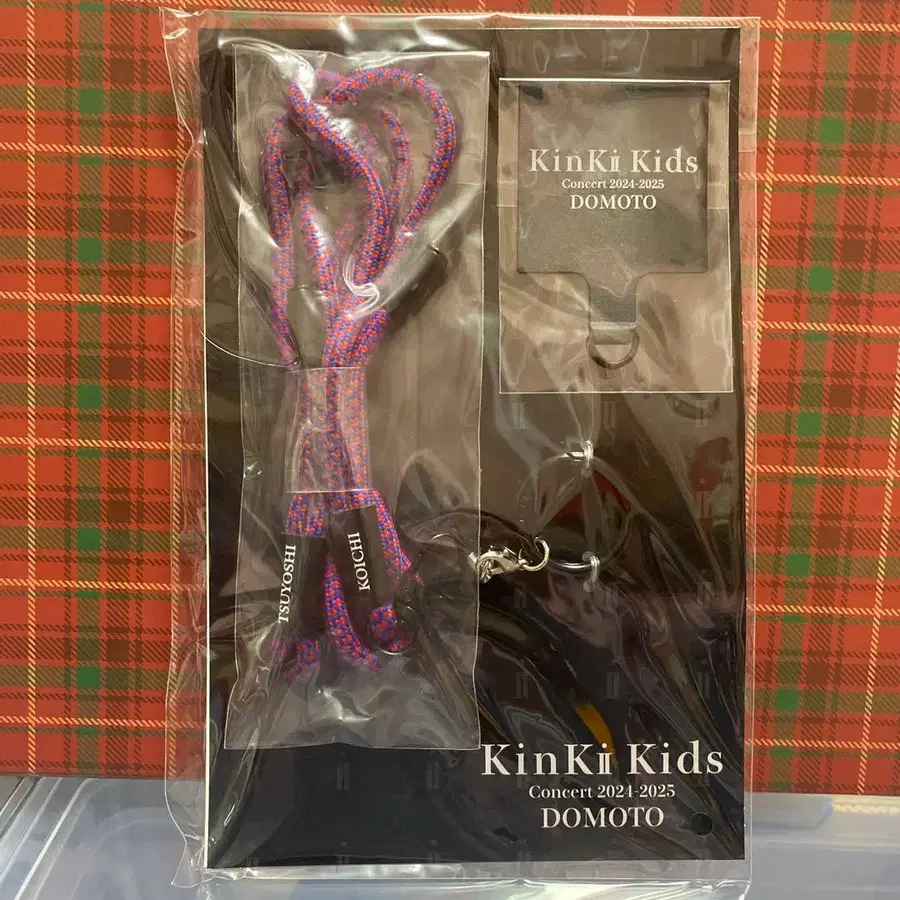 KinKi Kids
Concert 2024-2025
DOMOTO
TSUYOSHI
KOICHI
KinKi Kids
Concert 2024-2025
DOMOTO